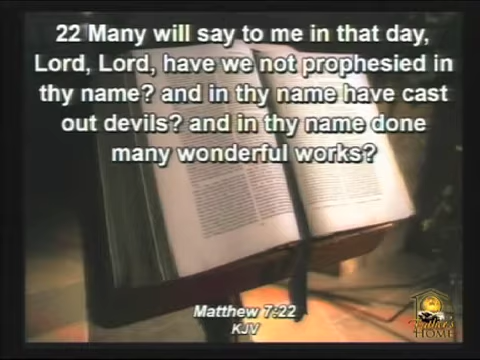 22 Many will say to me in that day,
Lord, Lord, have we not prophesied in
thy name? and in thy name have cast
out devils? and in thy name done
many wonderful works?
Matthew 7:22
KJV
Father's
HOME